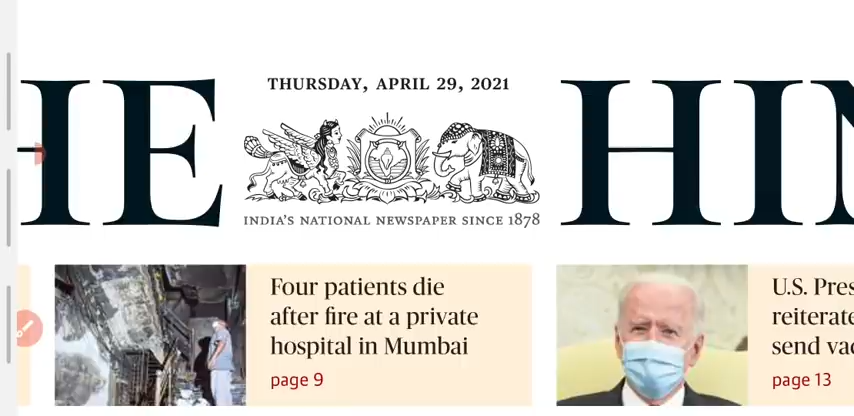 HE
THURSDAY, APRIL 29, 2021
INDIA'S NATIONAL NEWSPAPER SINCE 1878
HIN
Four patients die
after fire at a private
hospital in Mumbai
page 9
U.S. Pres
reiterate
send vac
page 13